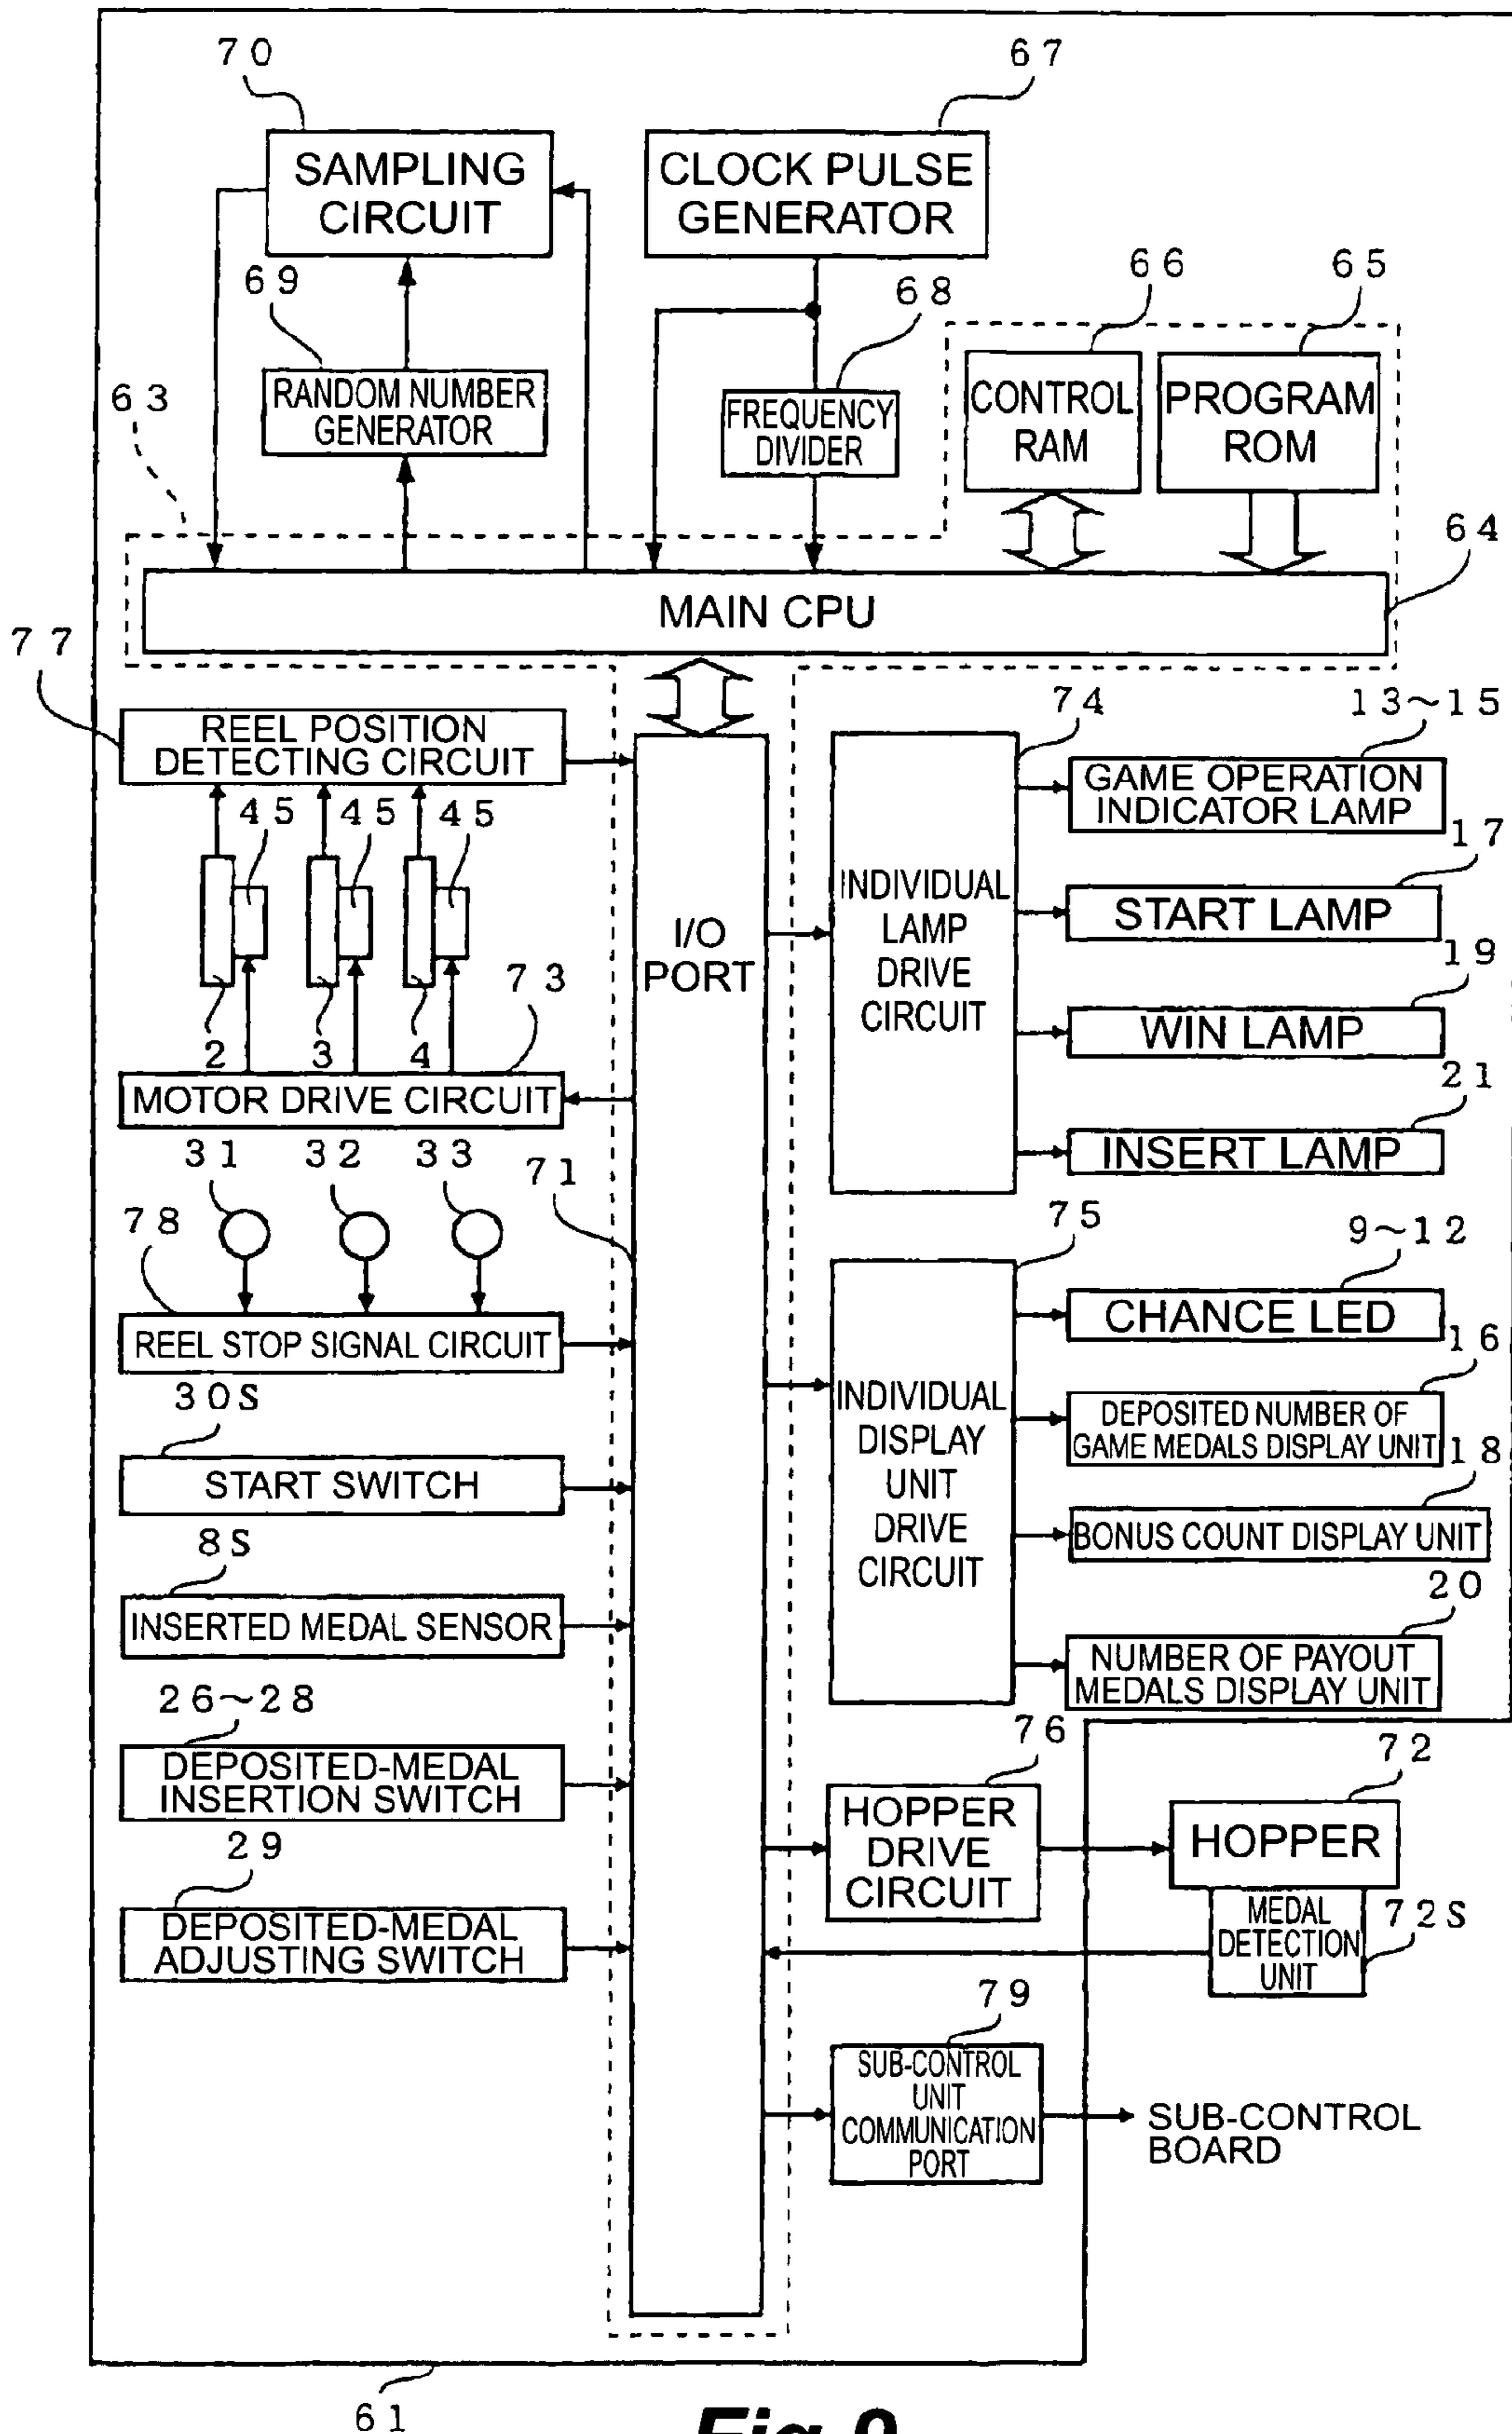 70
67
SAMPLING
CIRCUIT
CLOCK PULSE
GENERATOR
69
68
66
65
63
RANDOM NUMBER
GENERATOR
FREQUENCY
DIVIDER
CONTROL
RAM
PROGRAM
ROM
64
MAIN CPU
77
REEL POSITION
DETECTING CIRCUIT
45
45
45
2
3
4
73
MOTOR DRIVE CIRCUIT
31
32
33
71
78
REEL STOP SIGNAL CIRCUIT
30S
START SWITCH
8S
INSERTED MEDAL SENSOR
26~28
DEPOSITED-MEDAL
INSERTION SWITCH
29
DEPOSITED-MEDAL
ADJUSTING SWITCH
I/O
PORT
74
INDIVIDUAL
LAMP
DRIVE
CIRCUIT
13~15
GAME OPERATION
INDICATOR LAMP
17
START LAMP
19
WIN LAMP
21
INSERT LAMP
75
INDIVIDUAL
DISPLAY
UNIT
DRIVE
CIRCUIT
9~12
CHANCE LED
16
DEPOSITED NUMBER OF
GAME MEDALS DISPLAY UNIT
18
BONUS COUNT DISPLAY UNIT
20
NUMBER OF PAYOUT
MEDALS DISPLAY UNIT
76
HOPPER
DRIVE
CIRCUIT
72
HOPPER
MEDAL
DETECTION
UNIT
72S
79
SUB-CONTROL
UNIT
COMMUNICATION
PORT
SUB-CONTROL
BOARD
61
Fig.9